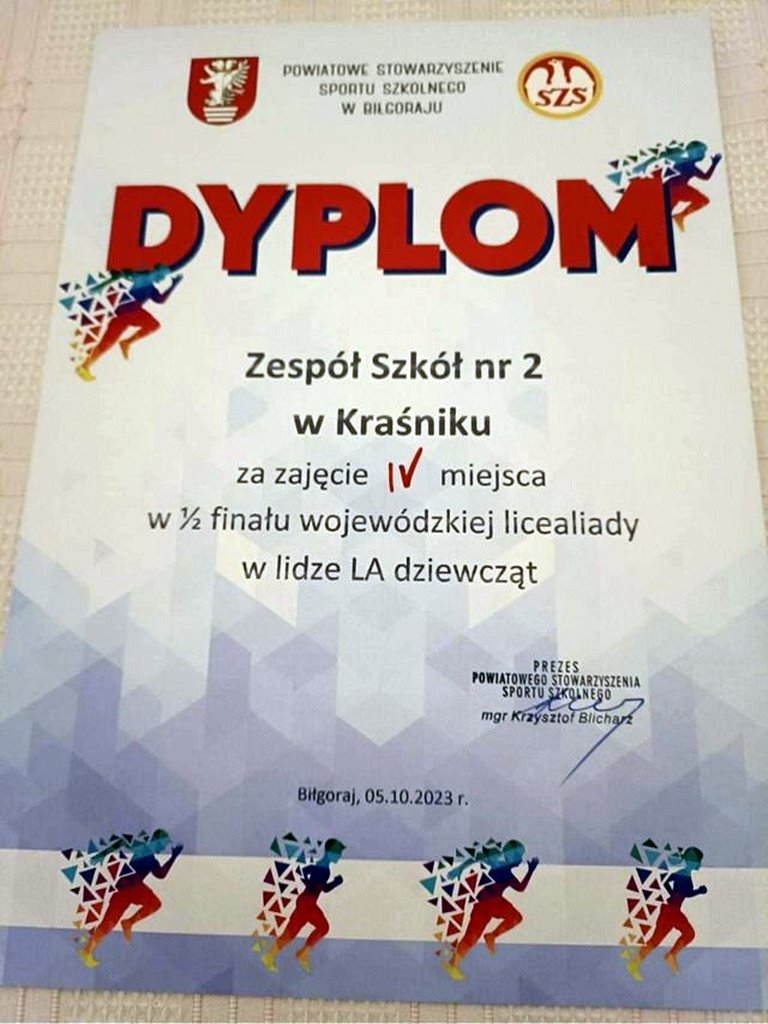 POWIATOWE STOWARZYSZENIE
SPORTU SZKOLNEGO
W BIŁGORAJU
SZS
DYPLOM
Zespół Szkół nr 2
w Kraśniku
za zajęcie IV miejsca
w ½ finału wojewódzkiej licealiady
w lidze LA dziewcząt
PREZES
POWIATOWEGO STOWARZYSZENIA
SPORTU SZKOLNEGO
mgr Krzysztof Blicharz
Biłgoraj, 05.10.2023 r.